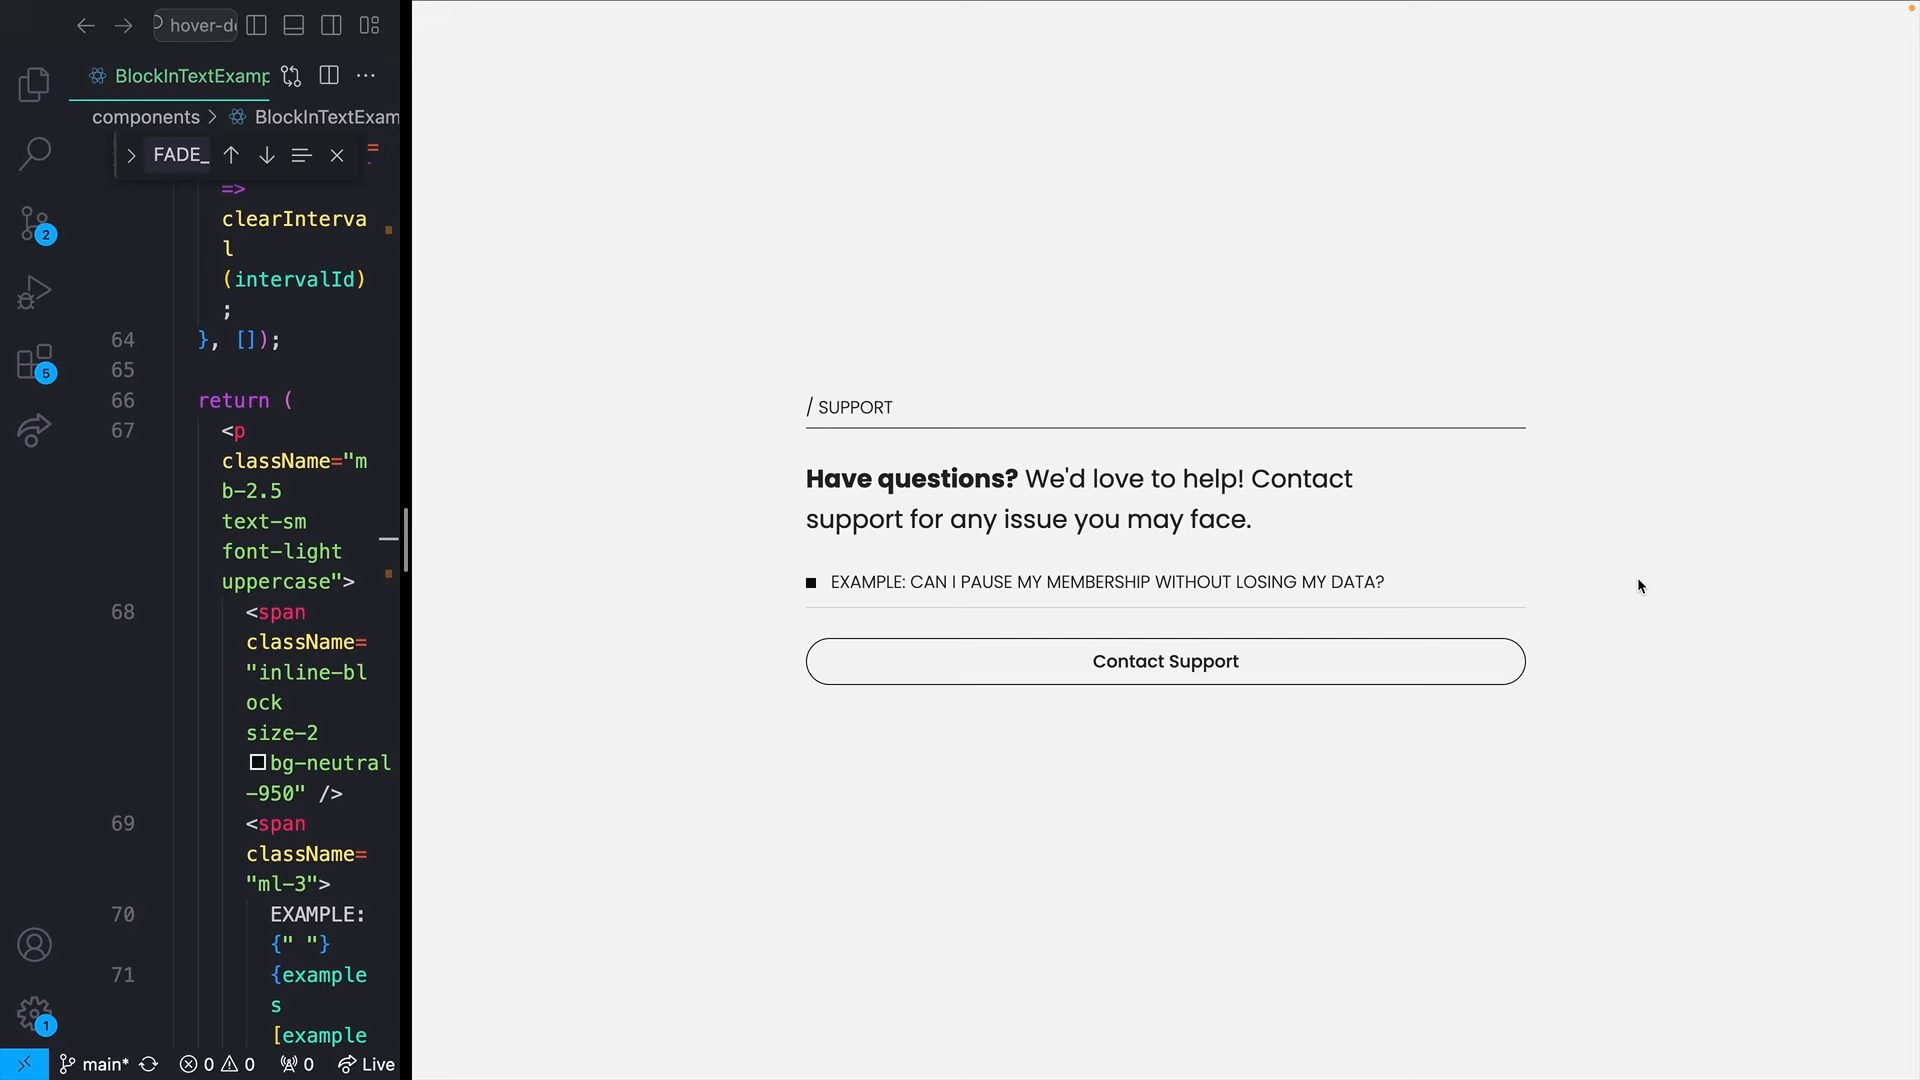 hover-d
BlockInTextExamp
components > BlockInTextExam
FADE_
=
=>
clearInterva
l
(intervalId)
;
64 }, []);
65
66 return (
67 <p
className="m
b-2.5
text-sm
font-light
uppercase">
68 <span
className=
"inline-bl
ock
size-2
bg-neutral
-950" />
69 <span
className=
"ml-3">
70 EXAMPLE:
{" "}
71 {example
s
[example
2
5
1
main* 0 0 0 Live
/ SUPPORT
Have questions? We'd love to help! Contact
support for any issue you may face.
EXAMPLE: CAN I PAUSE MY MEMBERSHIP WITHOUT LOSING MY DATA?
Contact Support